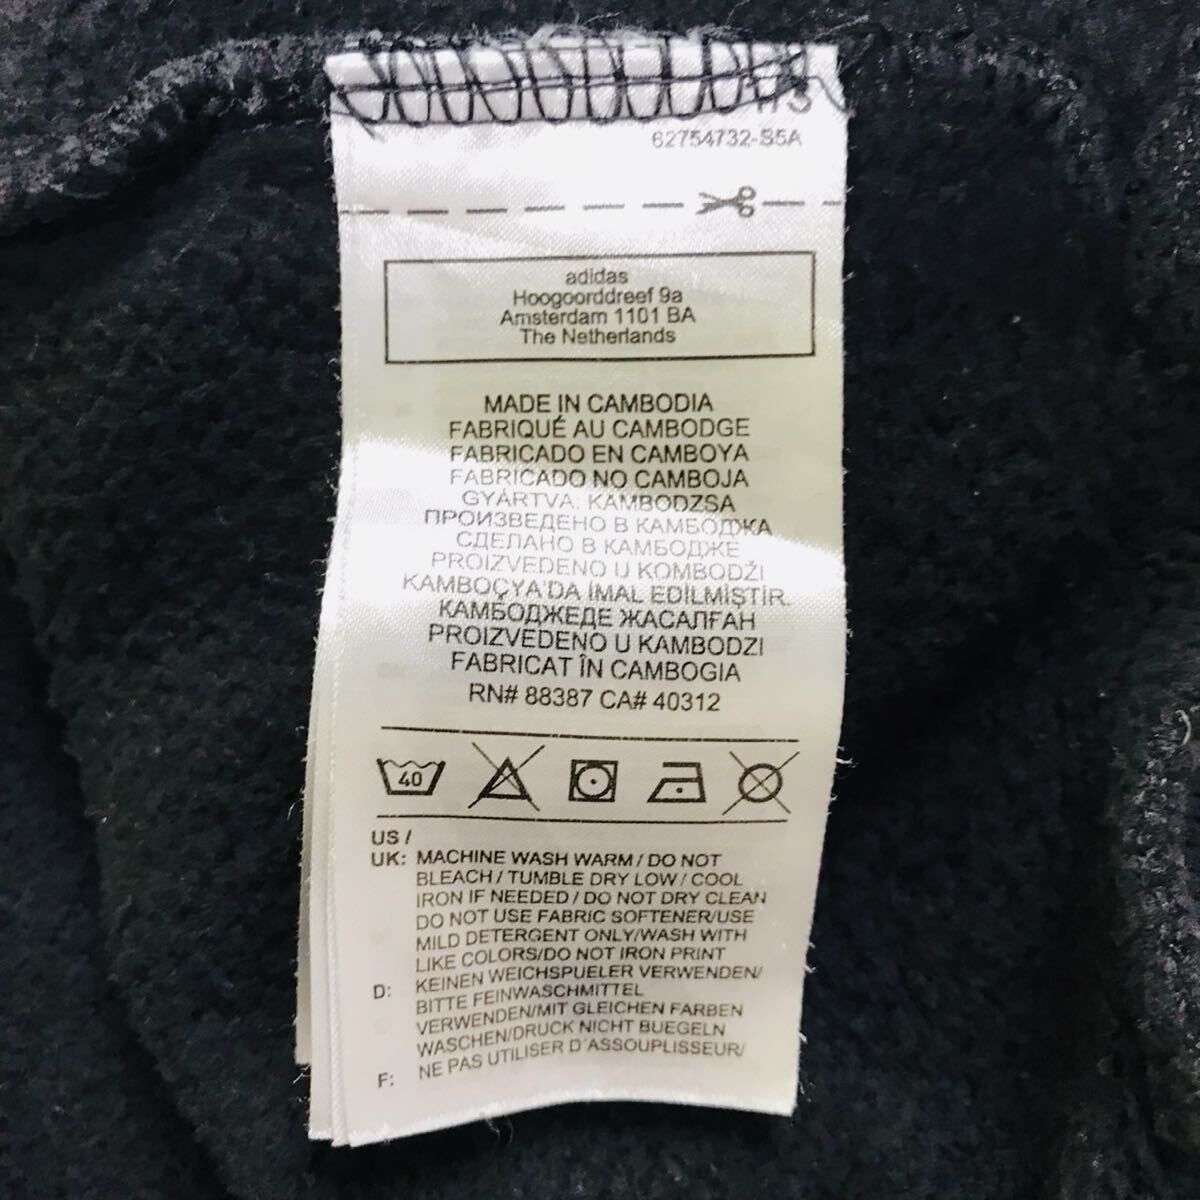 62754732-S5A
adidas
Hoogoorddreef 9a
Amsterdam 1101 BA
The Netherlands
MADE IN CAMBODIA
FABRIQUÉ AU CAMBODGE
FABRICADO EN CAMBOYA
FABRICADO NO CAMBOJA
GYÁRTVA: KAMBODZSA
ПРОИЗВЕДЕНО В КАМБОДЖА
СДЕЛАНО В КАМБОДЖЕ
PROIZVEDENO U KOMBODŽI
KAMBOÇYA'DA İMAL EDİLMİŞTİR.
КАМБОДЖЕДЕ ЖАСАЛҒАН
PROIZVEDENO U KAMBODZI
FABRICAT ÎN CAMBOGIA
RN# 88387 CA# 40312
40
US /
UK: MACHINE WASH WARM / DO NOT
BLEACH / TUMBLE DRY LOW / COOL
IRON IF NEEDED / DO NOT DRY CLEAN
DO NOT USE FABRIC SOFTENER/USE
MILD DETERGENT ONLY/WASH WITH
LIKE COLORS/DO NOT IRON PRINT
D: KEINEN WEICHSPUELER VERWENDEN/
BITTE FEINWASCHMITTEL
VERWENDEN/MIT GLEICHEN FARBEN
WASCHEN/DRUCK NICHT BUEGELN
F: NE PAS UTILISER D'ASSOUPLISSEUR/